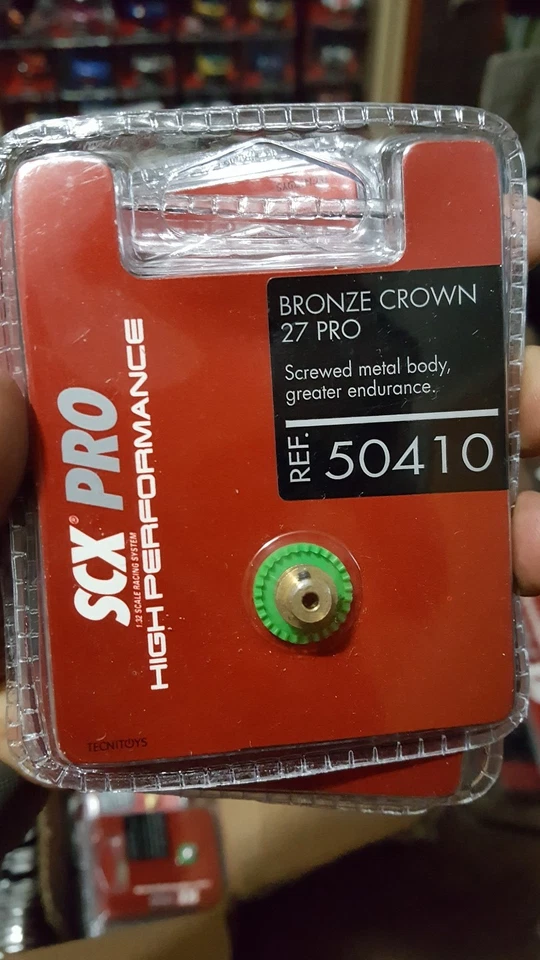 BRONZE CROWN
27 PRO
Screwed metal body,
greater endurance.
REF. 50410
SCX® PRO
1:32 SCALE RACING SYSTEM
HIGH PERFORMANCE
TECNITOYS